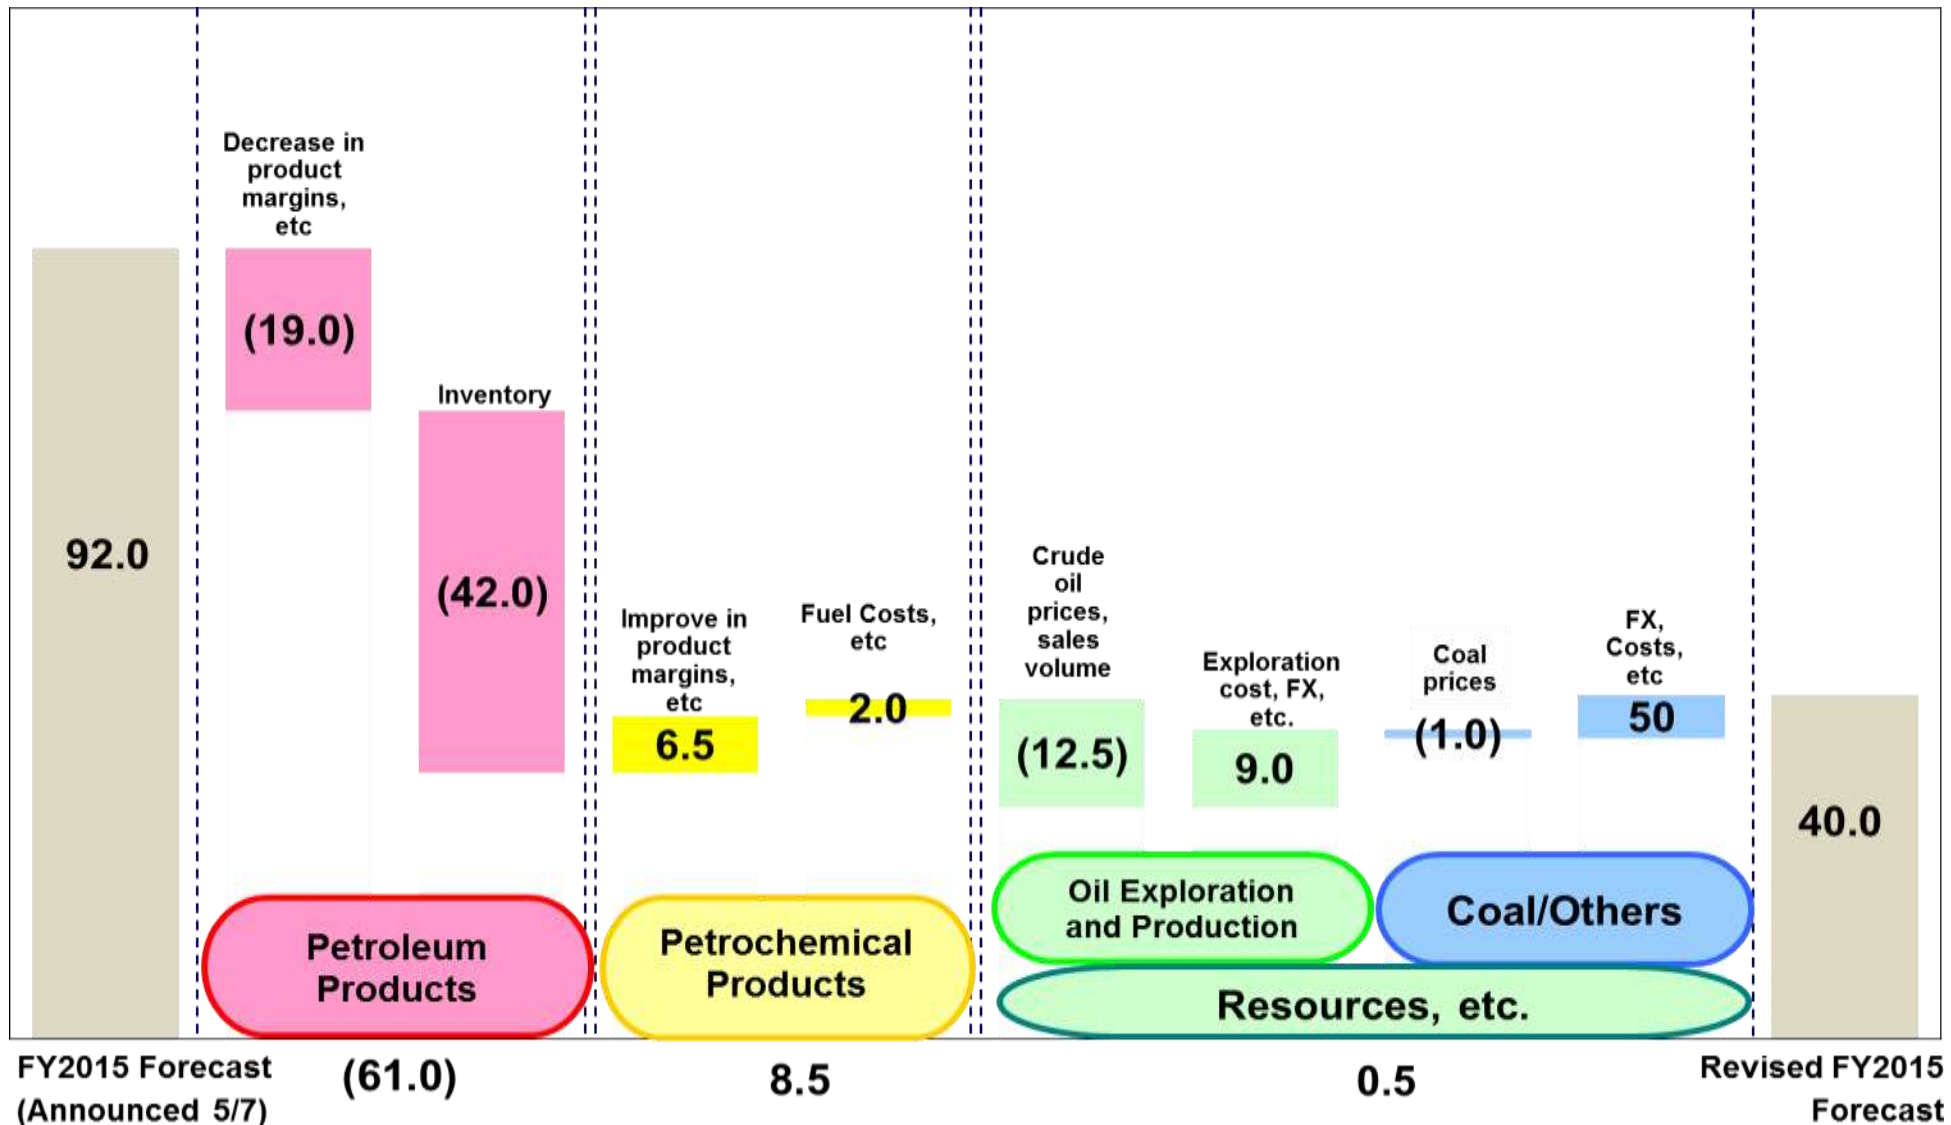 Decrease in
product
margins,
etc
(19.0)
Inventory
(42.0)
92.0
Improve in
product
margins,
etc
6.5
Fuel Costs,
etc
2.0
Crude
oil
prices,
sales
volume
(12.5)
Exploration
cost, FX,
etc.
9.0
Coal
prices
(1.0)
FX,
Costs,
etc
50
40.0
Petroleum
Products
Petrochemical
Products
Oil Exploration
and Production
Coal/Others
Resources, etc.
FY2015 Forecast
(Announced 5/7)
(61.0)
8.5
0.5
Revised FY2015
Forecast